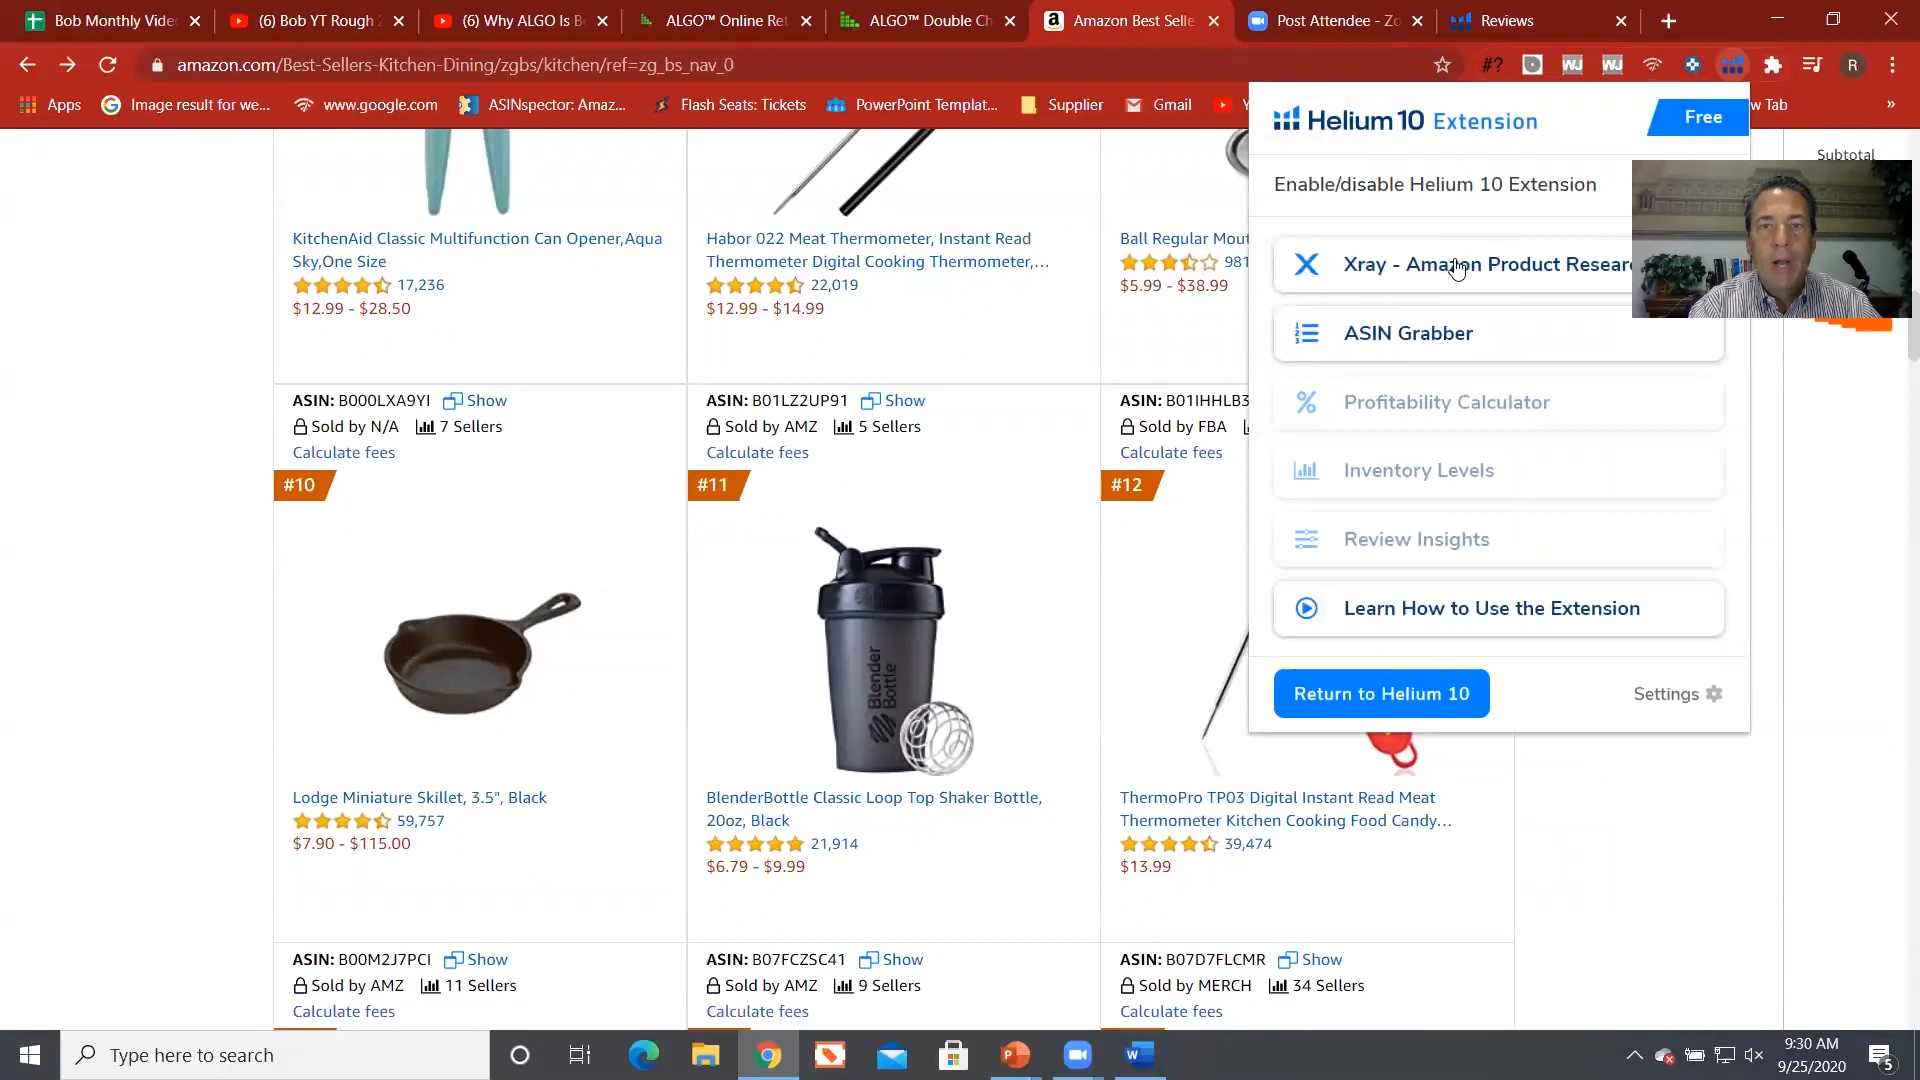 Bob Monthly Vide
(6) Bob YT Rough 2
(6) Why ALGO Is B
ALGO™ Online Ret
ALGO™ Double Ch
Amazon Best Selle
Post Attendee - Zo
Reviews
amazon.com/Best-Sellers-Kitchen-Dining/zgbs/kitchen/ref=zg_bs_nav_0
#?
WJ
WJ
R
Apps
Image result for we...
www.google.com
ASINspector: Amaz...
Flash Seats: Tickets
PowerPoint Templat...
Supplier
Gmail
w Tab
»
Helium 10 Extension
Free
Subtotal
Enable/disable Helium 10 Extension
Xray - Amazon Product Resear
ASIN Grabber
Profitability Calculator
Inventory Levels
Review Insights
Learn How to Use the Extension
Return to Helium 10
Settings
KitchenAid Classic Multifunction Can Opener,Aqua
Sky,One Size
17,236
$12.99 - $28.50
Habor 022 Meat Thermometer, Instant Read
Thermometer Digital Cooking Thermometer,...
22,019
$12.99 - $14.99
Ball Regular Mout
981
$5.99 - $38.99
ASIN: B000LXA9YI Show
Sold by N/A 7 Sellers
Calculate fees
ASIN: B01LZ2UP91 Show
Sold by AMZ 5 Sellers
Calculate fees
ASIN: B01IHHLB3
Sold by FBA
Calculate fees
#10
#11
#12
Blender
Bottle
Lodge Miniature Skillet, 3.5", Black
59,757
$7.90 - $115.00
BlenderBottle Classic Loop Top Shaker Bottle,
20oz, Black
21,914
$6.79 - $9.99
ThermoPro TP03 Digital Instant Read Meat
Thermometer Kitchen Cooking Food Candy...
39,474
$13.99
ASIN: B00M2J7PCI Show
Sold by AMZ 11 Sellers
Calculate fees
ASIN: B07FCZSC41 Show
Sold by AMZ 9 Sellers
Calculate fees
ASIN: B07D7FLCMR Show
Sold by MERCH 34 Sellers
Calculate fees
Type here to search
9:30 AM
9/25/2020
5